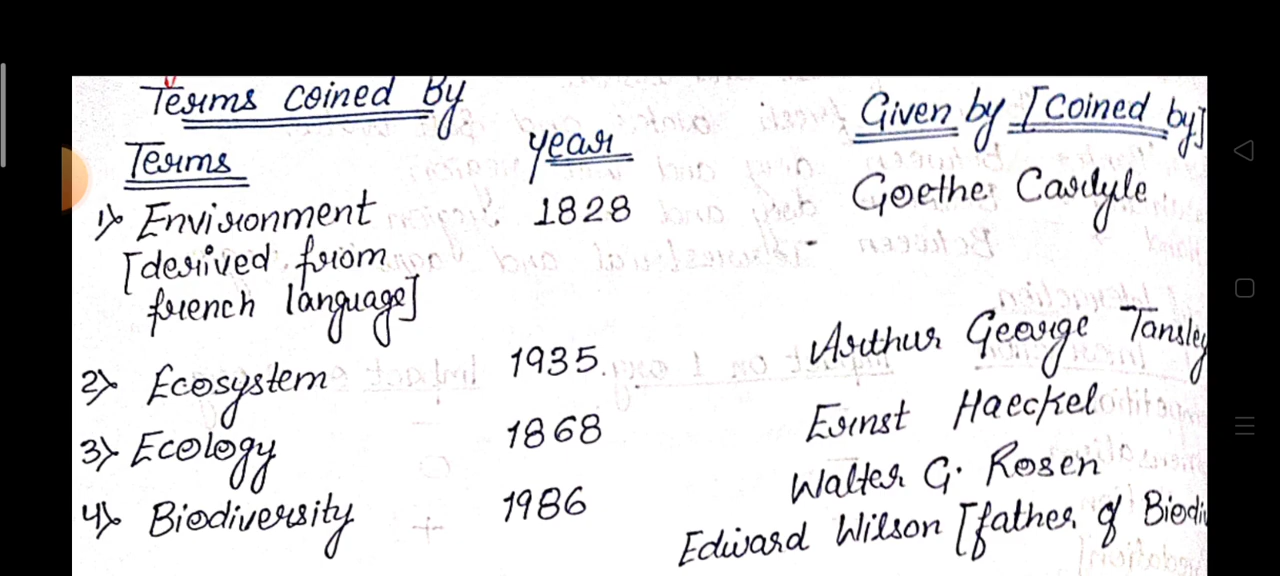 Terms coined By
Terms year Given by [coined by]
1) Environment 1828 Goethe Carlyle
[derived from
french language]
2) Ecosystem 1935. Arthur George Tansley
3) Ecology 1868 Ernst Haeckel
4) Biodiversity 1986 Walter G. Rosen
Edward Wilson [father of Biodi